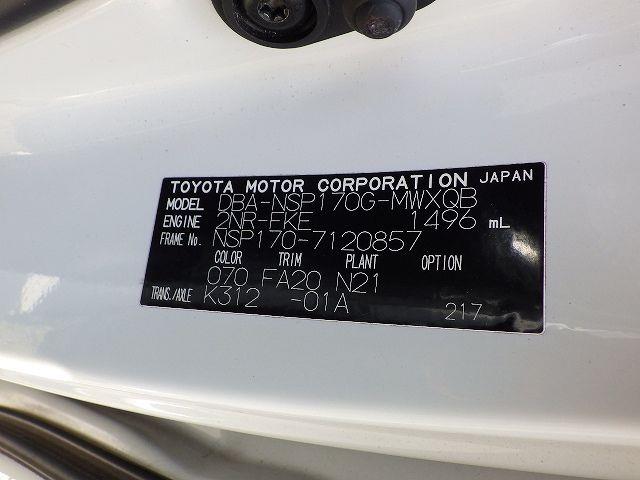 TOYOTA MOTOR CORPORATION JAPAN
MODEL DBA-NSP170G-MWXQB
ENGINE 2NR-FKE 1496 mL
FRAME No. NSP170-7120857
COLOR TRIM PLANT OPTION
070 FA20 N21
TRANS./AXLE K312 -01A
217